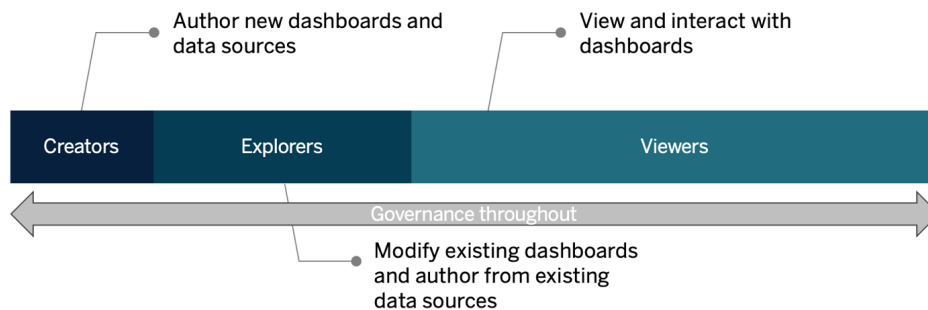 Author new dashboards and
data sources
View and interact with
dashboards
Creators
Explorers
Viewers
Governance throughout
Modify existing dashboards
and author from existing
data sources